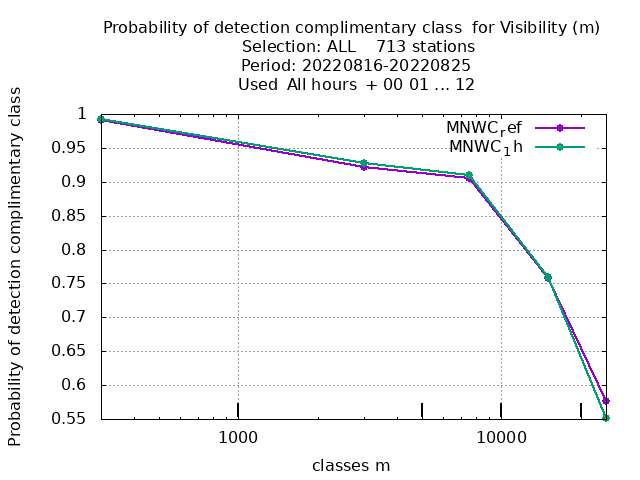 Probability of detection complimentary class  for Visibility (m)
Selection: ALL    713 stations
Period: 20220816-20220825
Used  All hours  + 00 01 ... 12
Probability of detection complimentary class
1
0.95
0.9
0.85
0.8
0.75
0.7
0.65
0.6
0.55
MNWCref
MNWC1h
1000
10000
classes m